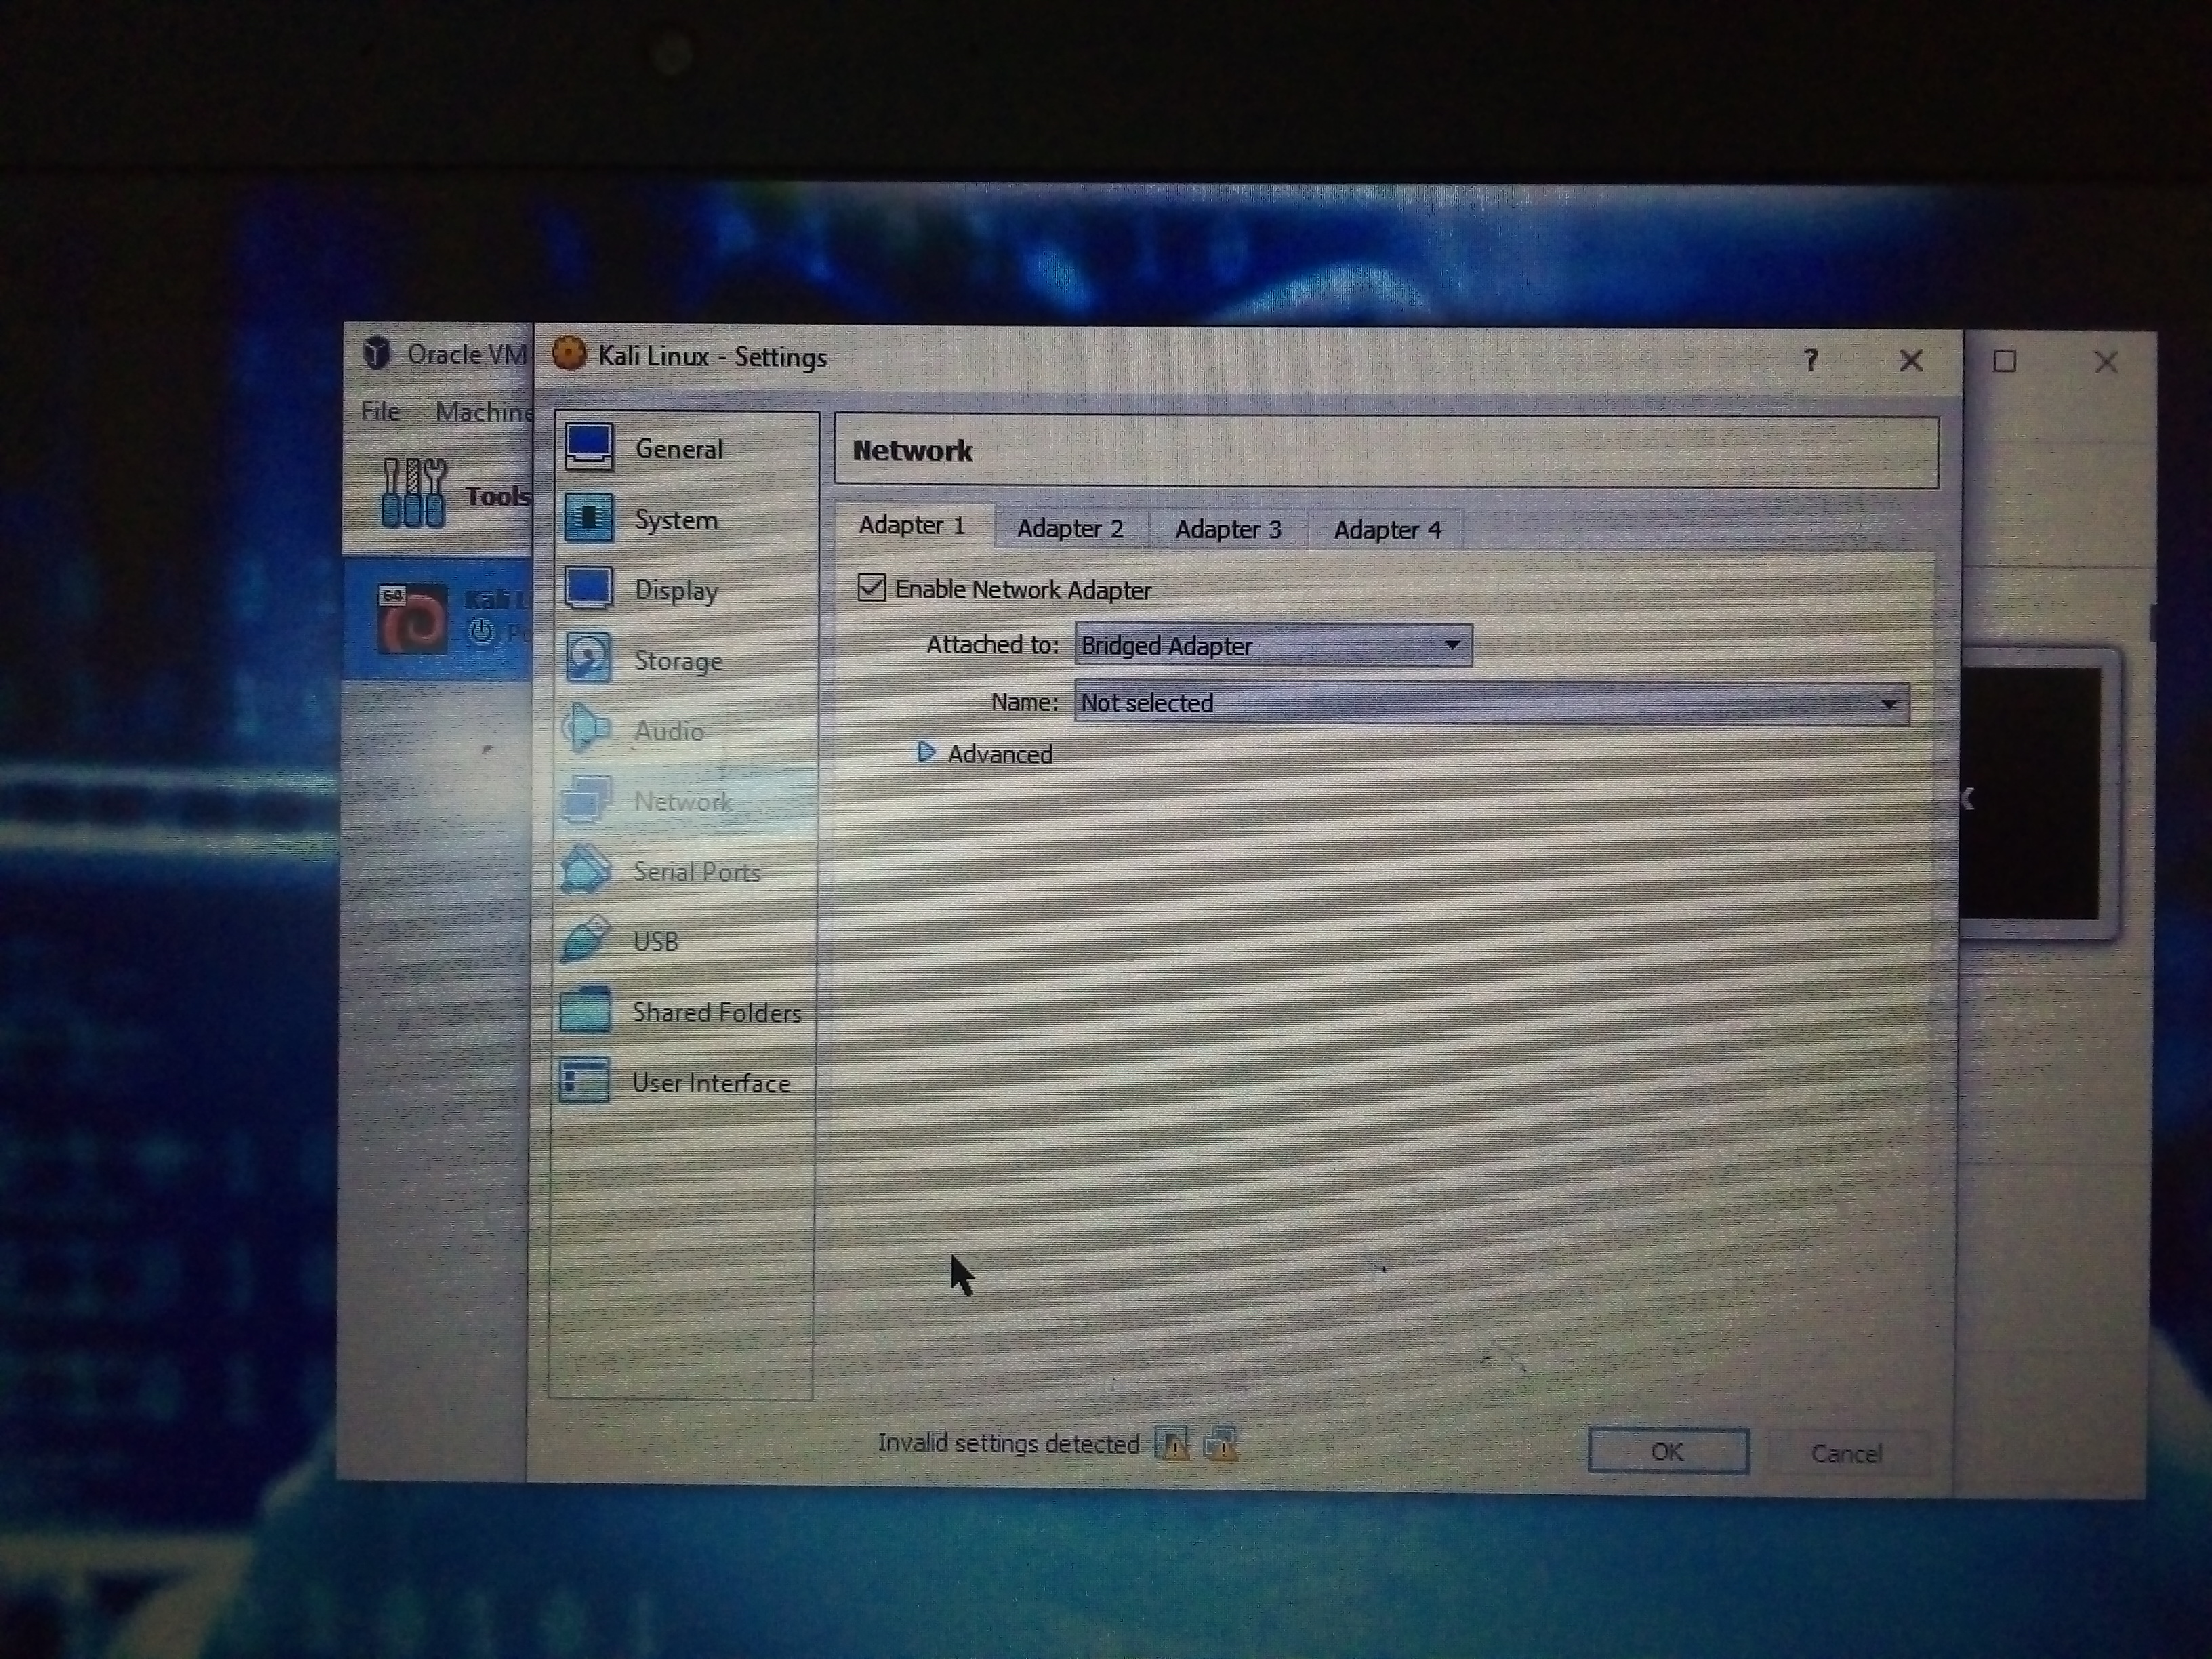 Oracle VM
Kali Linux - Settings
?
File Machine
Tools
64
Kali L
Po
General
System
Display
Storage
Audio
Network
Serial Ports
USB
Shared Folders
User Interface
Network
Adapter 1 Adapter 2 Adapter 3 Adapter 4
Enable Network Adapter
Attached to: Bridged Adapter
Name: Not selected
Advanced
x
Invalid settings detected
OK Cancel